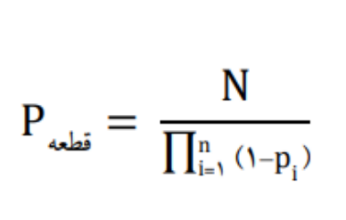 P قطعه = N / ∏ n i=۱ (۱-p i)